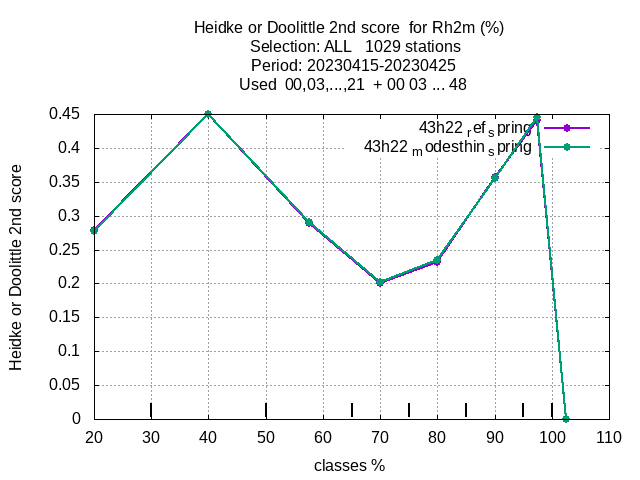 Heidke or Doolittle 2nd score  for Rh2m (%)
Selection: ALL   1029 stations
Period: 20230415-20230425
Used  00,03,...,21  + 00 03 ... 48
0.45
0.4
0.35
0.3
0.25
0.2
0.15
0.1
0.05
0
Heidke or Doolittle 2nd score
43h22 ref spring
43h22 modesthin spring
20 30 40 50 60 70 80 90 100 110
classes %